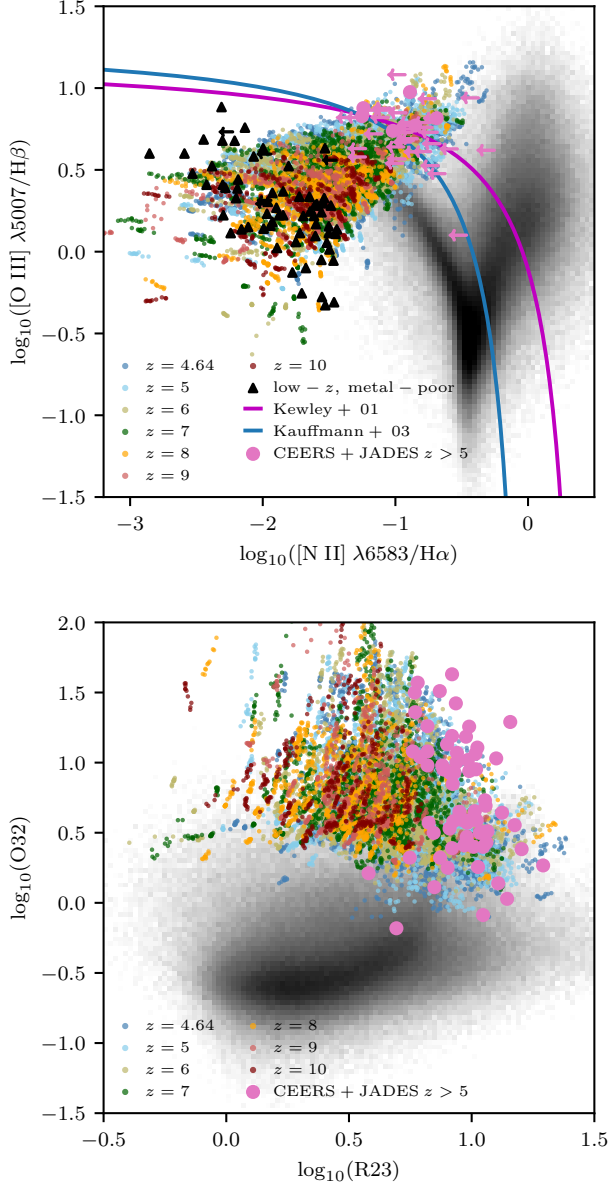 1.5
1.0
0.5
0.0
−0.5
−1.0
−1.5
log₁₀([O III] λ5007/Hβ)
z = 4.64
z = 5
z = 6
z = 7
z = 8
z = 9
z = 10
low − z, metal − poor
Kewley + 01
Kauffmann + 03
CEERS + JADES z > 5
−3
−2
−1
0
log₁₀([N II] λ6583/Hα)
2.0
1.5
1.0
0.5
0.0
−0.5
−1.0
−1.5
log₁₀(O32)
z = 4.64
z = 5
z = 6
z = 7
z = 8
z = 9
z = 10
CEERS + JADES z > 5
−0.5
0.0
0.5
1.0
1.5
log₁₀(R23)